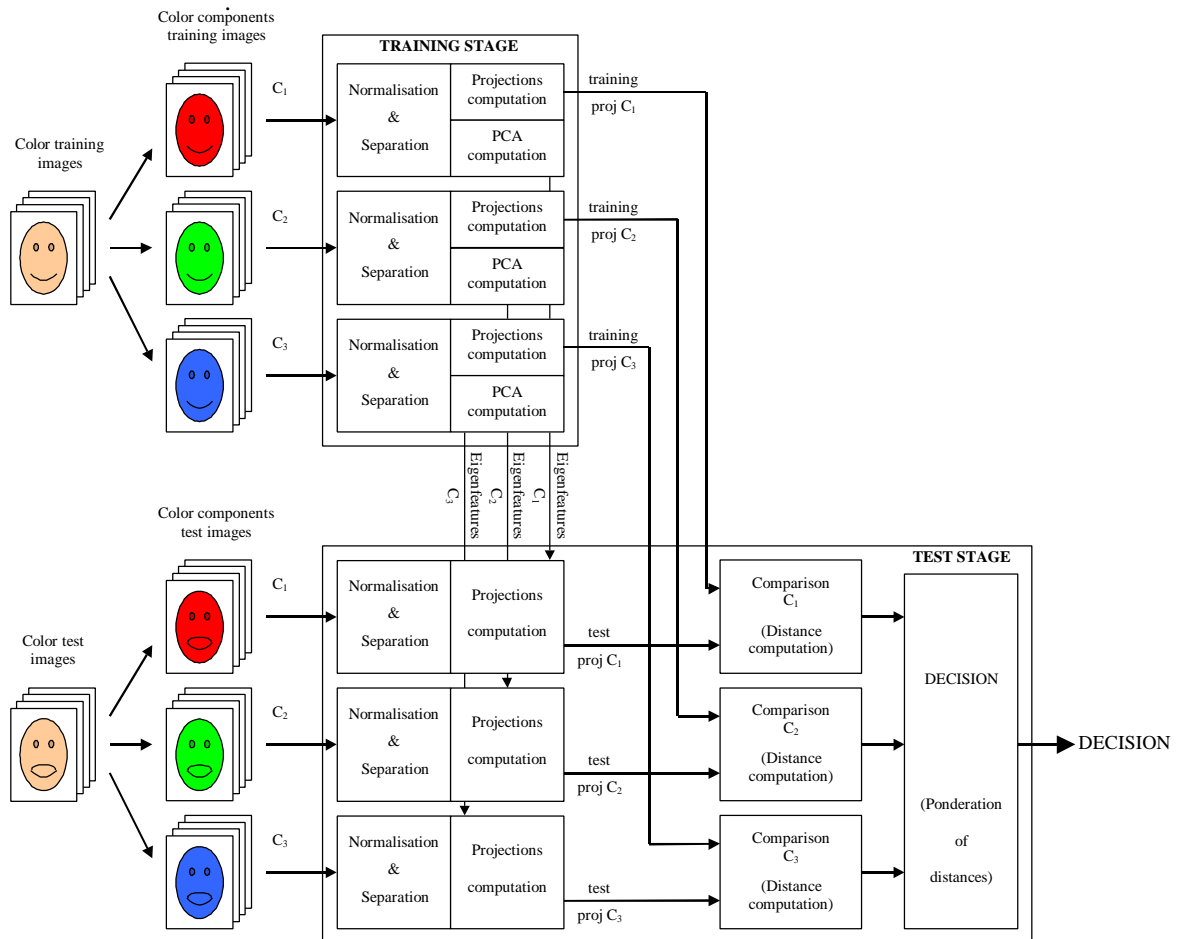 Color components
training images
TRAINING STAGE
C₁
Normalisation
&
Separation
Projections
computation
PCA
computation
training
proj C₁
Color training
images
C₂
Normalisation
&
Separation
Projections
computation
PCA
computation
training
proj C₂
C₃
Normalisation
&
Separation
Projections
computation
PCA
computation
training
proj C₃
Eigenfeatures
C₃
Eigenfeatures
C₂
Eigenfeatures
C₁
Color components
test images
TEST STAGE
C₁
Normalisation
&
Separation
Projections
computation
test
proj C₁
Comparison
C₁
(Distance
computation)
Color test
images
C₂
Normalisation
&
Separation
Projections
computation
test
proj C₂
Comparison
C₂
(Distance
computation)
C₃
Normalisation
&
Separation
Projections
computation
test
proj C₃
Comparison
C₃
(Distance
computation)
DECISION
(Ponderation
of
distances)
DECISION